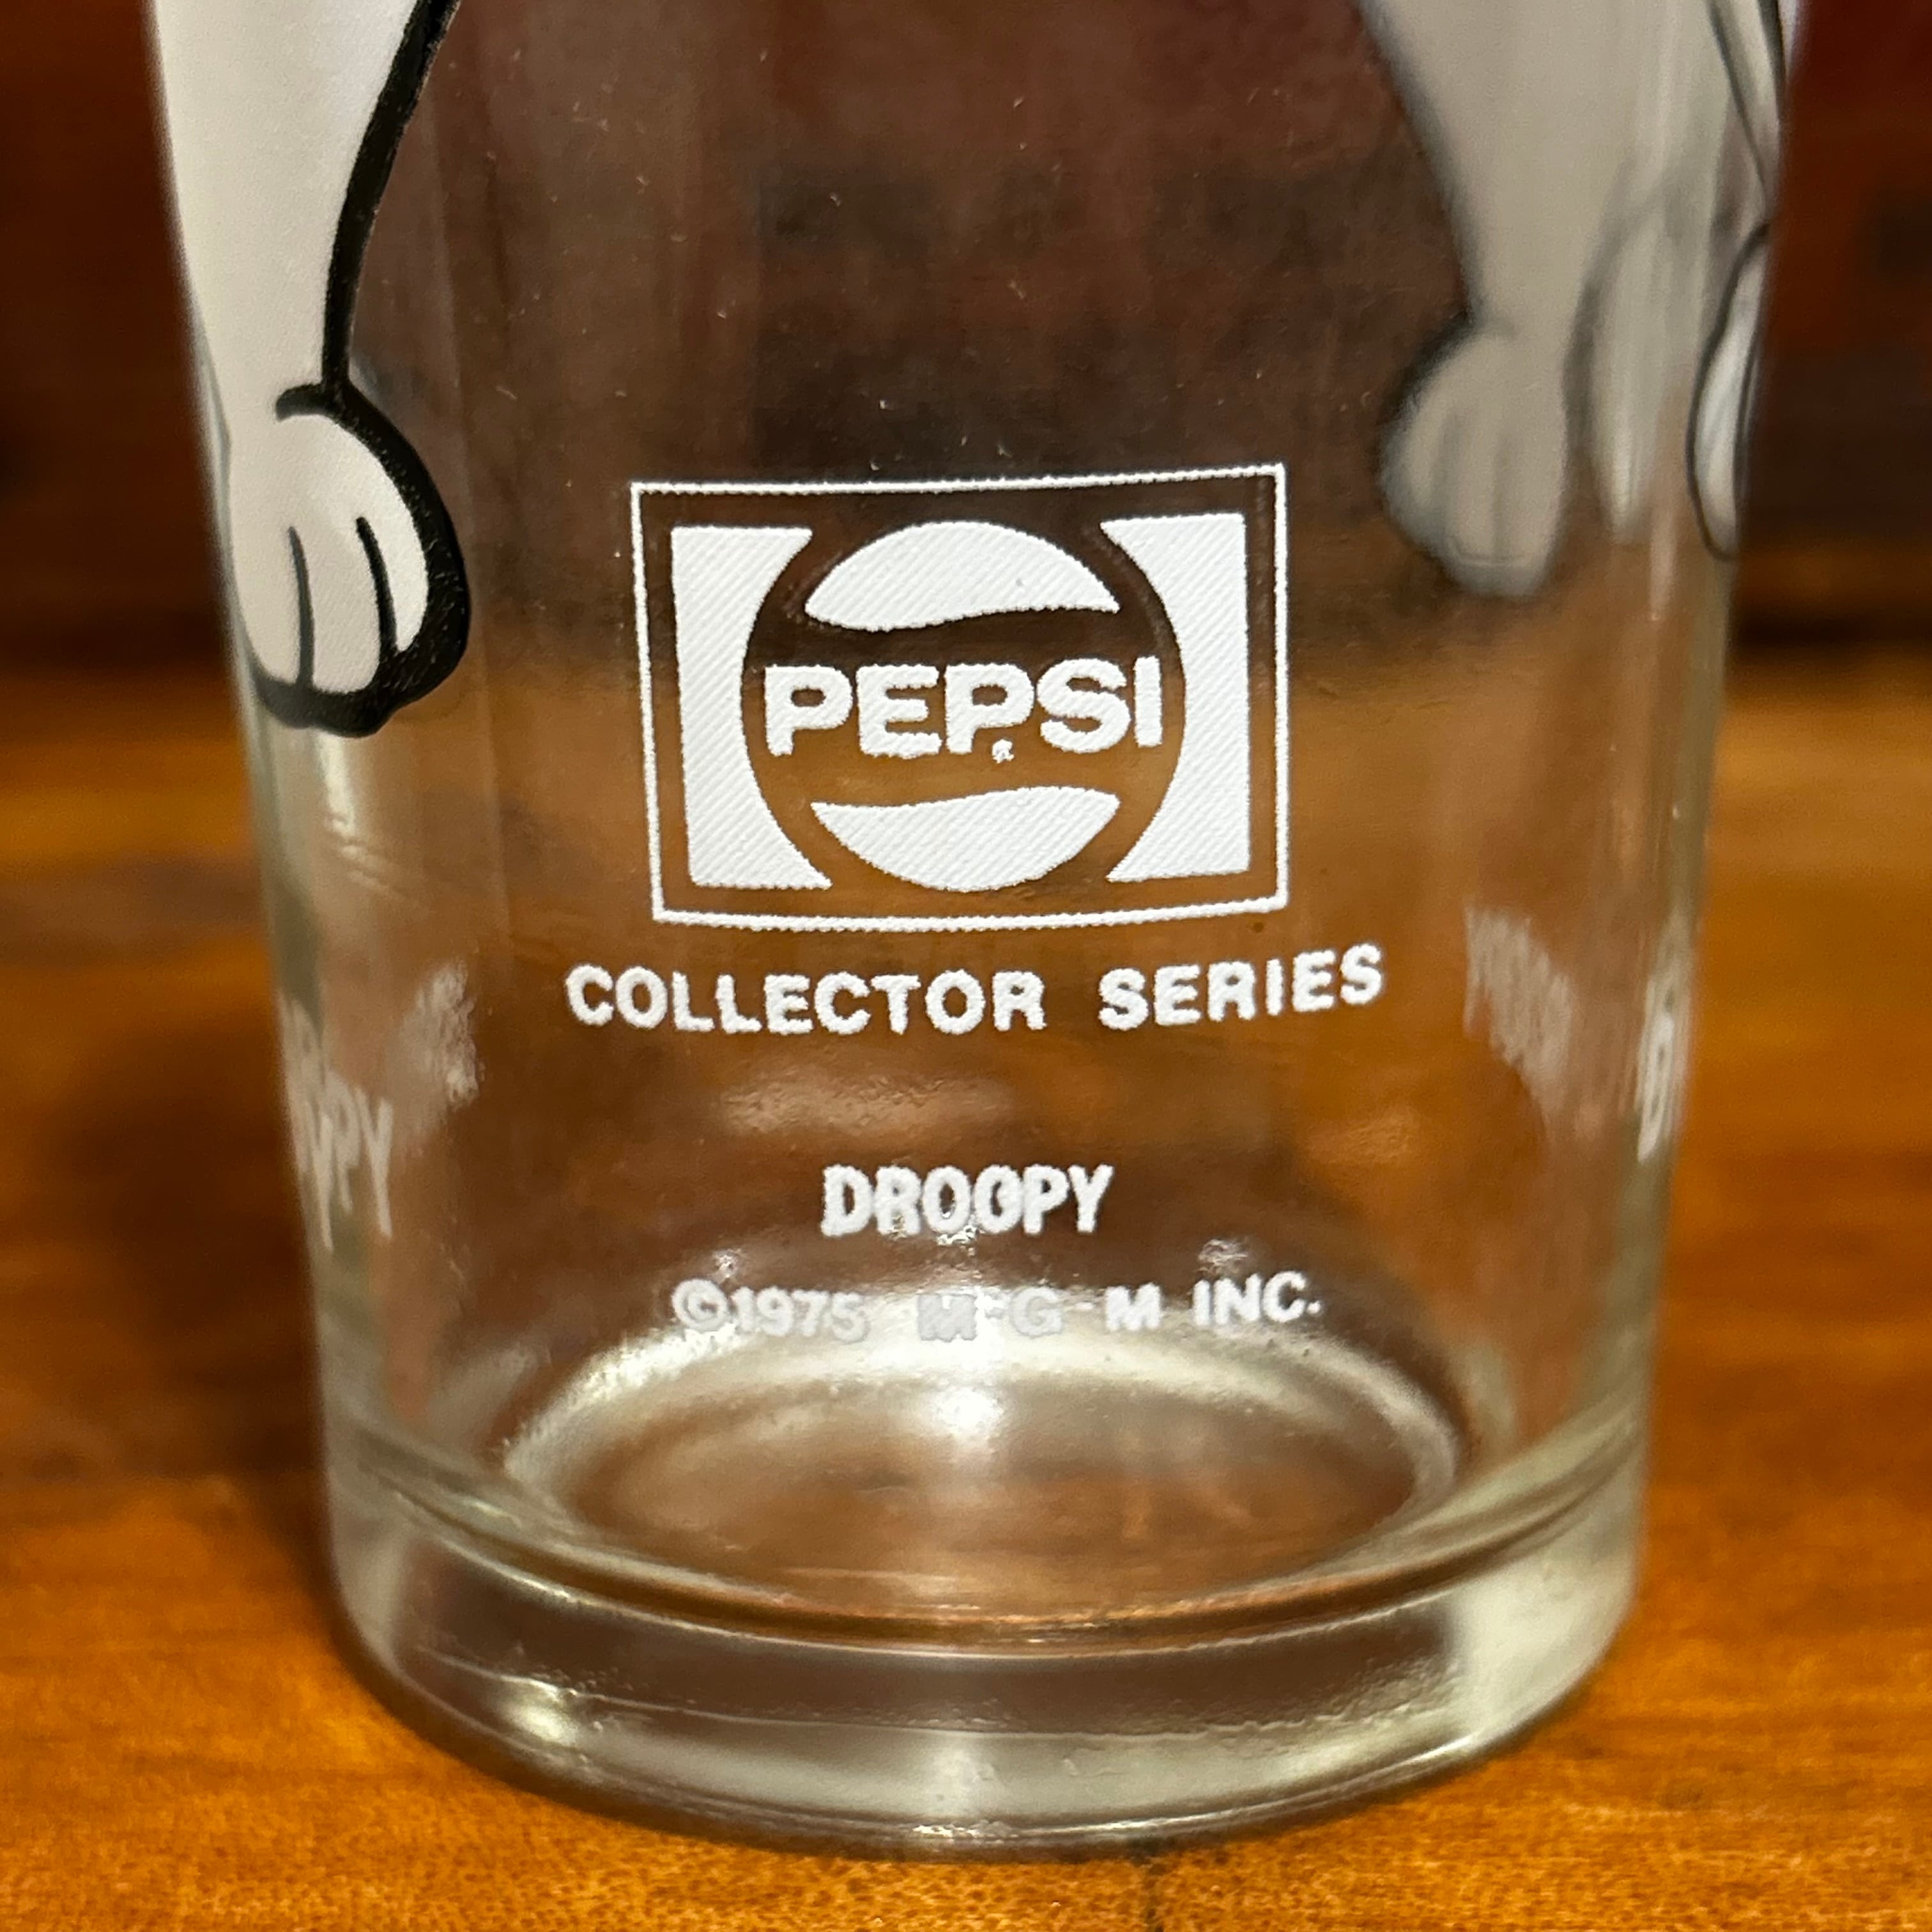 PEPSI
®
COLLECTOR SERIES
DROOPY
©1975 M-G-M INC.